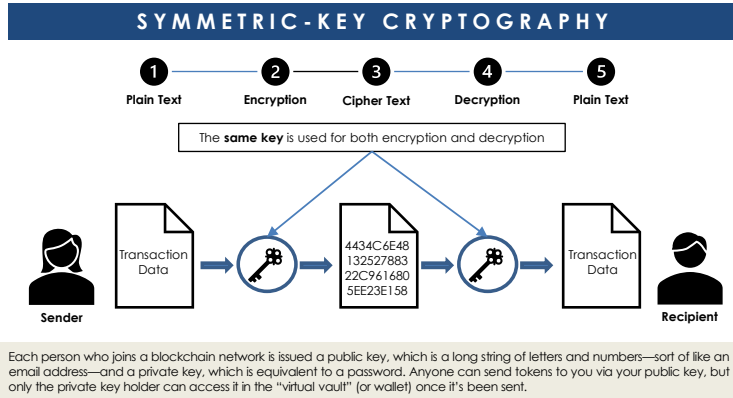 SYMMETRIC-KEY CRYPTOGRAPHY
1 2 3 4 5
Plain Text Encryption Cipher Text Decryption Plain Text
The same key is used for both encryption and decryption
Transaction
Data
4434C6E48
132527883
22C961680
5EE23E158
Transaction
Data
Sender
Recipient
Each person who joins a blockchain network is issued a public key, which is a long string of letters and numbers—sort of like an
email address—and a private key, which is equivalent to a password. Anyone can send tokens to you via your public key, but
only the private key holder can access it in the “virtual vault” (or wallet) once it’s been sent.